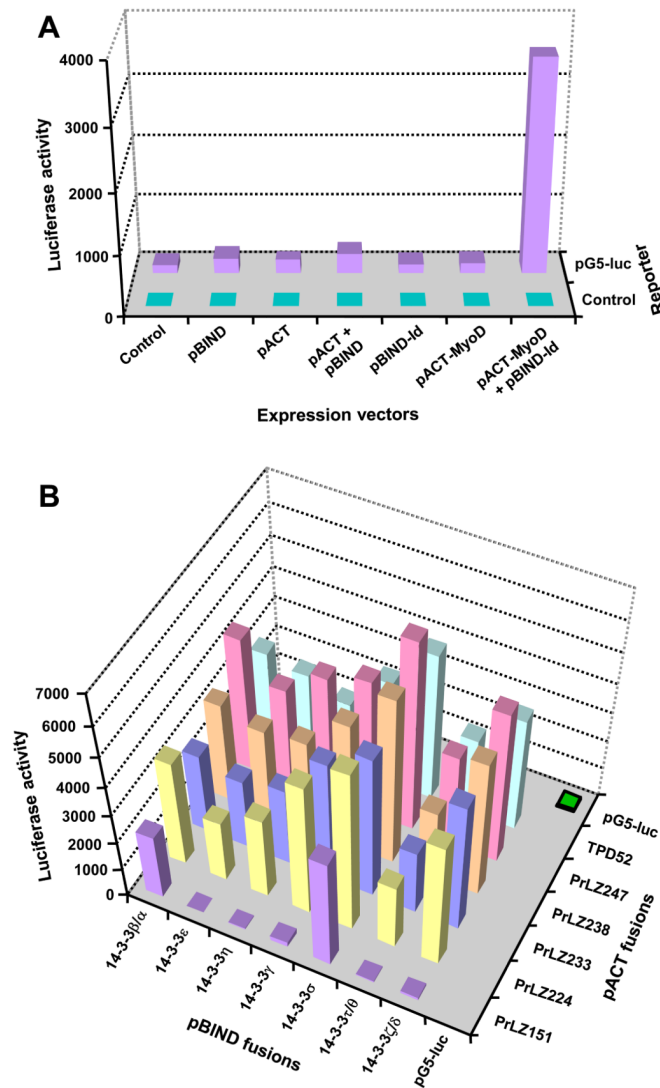 A
4000
3000
2000
1000
0
Luciferase activity
pG5-luc
Control
Reporter
Control
pBIND
pACT
pACT +
pBIND
pBIND-Id
pACT-MyoD
pACT-MyoD
+ pBIND-Id
Expression vectors
B
7000
6000
5000
4000
3000
2000
1000
0
Luciferase activity
14-3-3β/α
14-3-3ε
14-3-3η
14-3-3γ
14-3-3σ
14-3-3τ/θ
14-3-3ζ/δ
pG5-luc
pBIND fusions
pG5-luc
TPD52
PrLZ247
PrLZ238
PrLZ233
PrLZ224
PrLZ151
pACT fusions